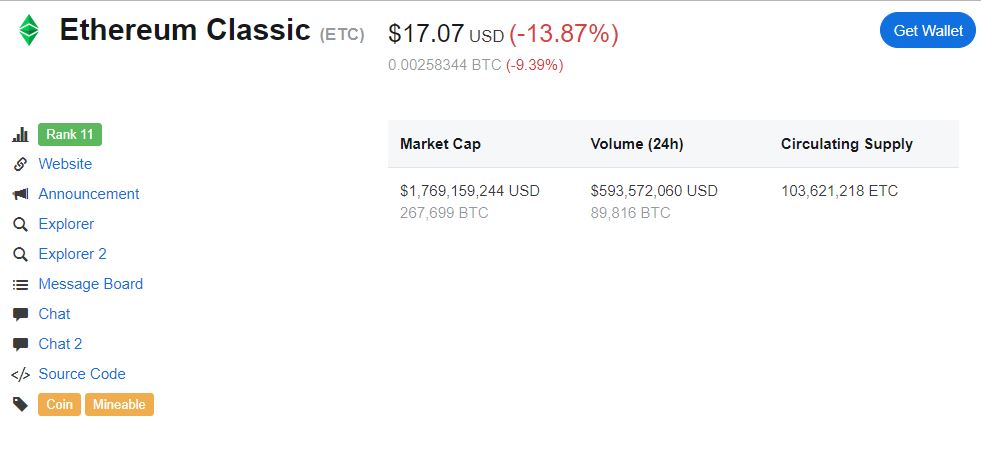 Ethereum Classic (ETC)
$17.07 USD (-13.87%)
0.00258344 BTC (-9.39%)
Get Wallet
Rank 11
Website
Announcement
Explorer
Explorer 2
Message Board
Chat
Chat 2
Source Code
Coin Mineable
Market Cap Volume (24h) Circulating Supply
$1,769,159,244 USD $593,572,060 USD 103,621,218 ETC
267,699 BTC 89,816 BTC